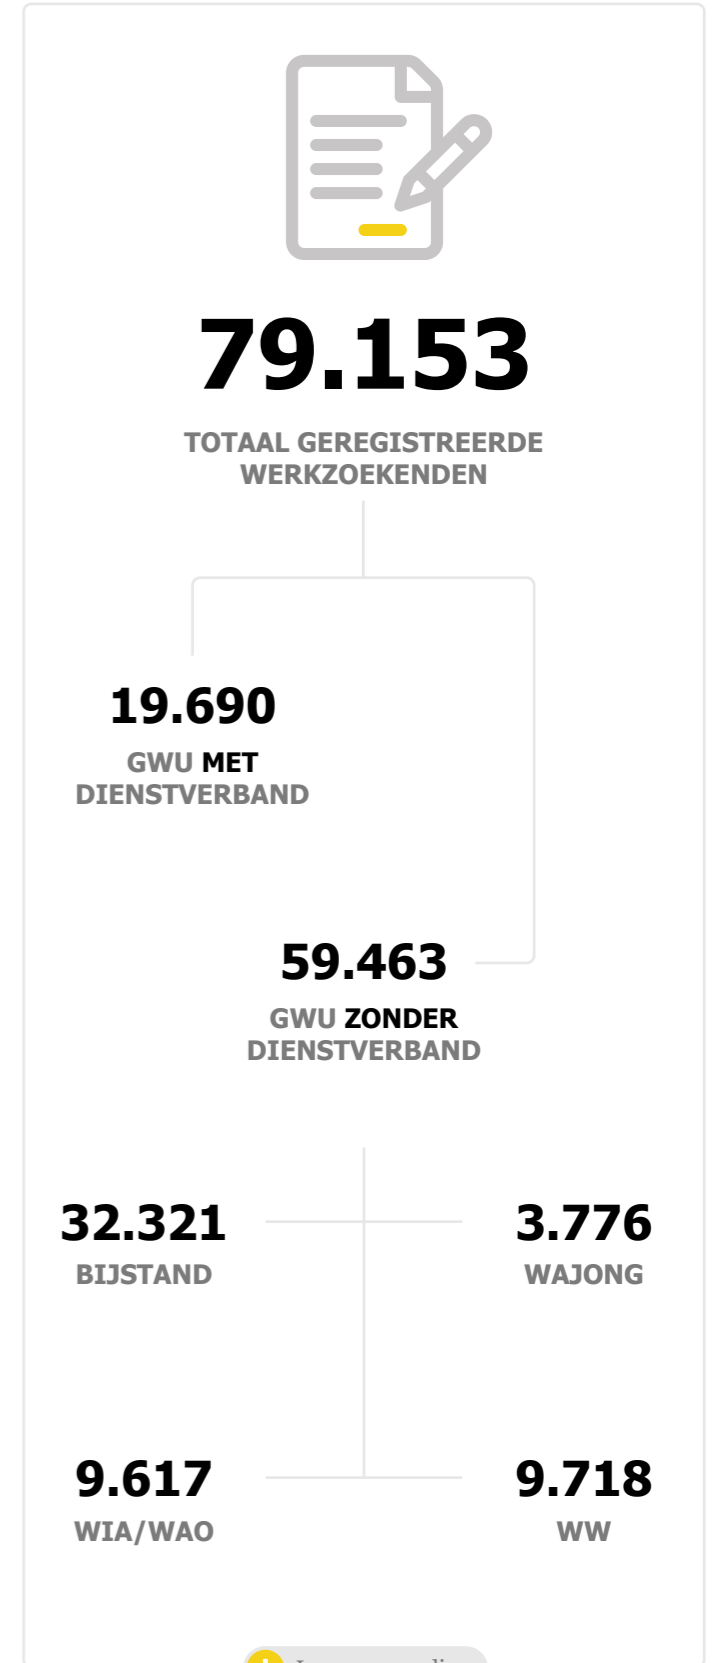 79.153
TOTAAL GEREGISTREERDE
WERKZOEKENDEN
19.690
GWU MET
DIENSTVERBAND
59.463
GWU ZONDER
DIENSTVERBAND
32.321
BIJSTAND
3.776
WAJONG
9.617
WIA/WAO
9.718
WW